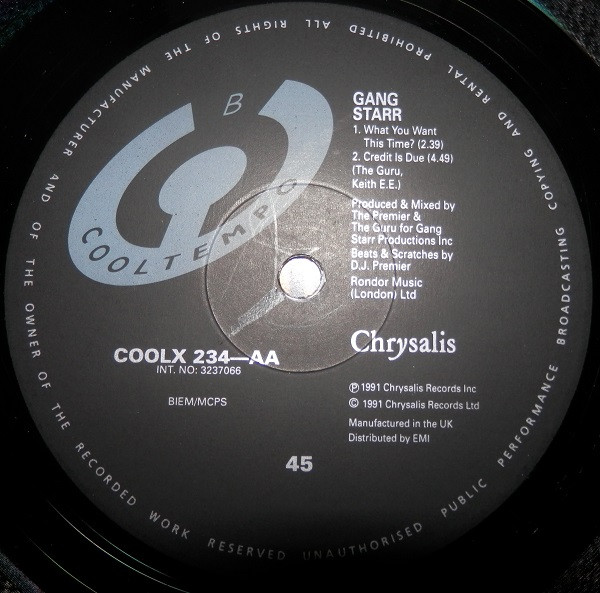 B
COOLTEMPO
GANG
STARR
1. What You Want
This Time? (2.39)
2. Credit Is Due (4.49)
(The Guru,
Keith E.E.)
Produced & Mixed by
The Premier &
The Guru for Gang
Starr Productions Inc
Beats & Scratches by
D.J. Premier
Rondor Music
(London) Ltd
Chrysalis
COOLX 234—AA
INT. NO: 3237066
BIEM/MCPS
℗ 1991 Chrysalis Records Inc
© 1991 Chrysalis Records Ltd
Manufactured in the UK
Distributed by EMI
45
ALL RIGHTS OF THE MANUFACTURER AND OF THE OWNER OF THE RECORDED WORK RESERVED UNAUTHORISED PUBLIC PERFORMANCE BROADCASTING COPYING AND RENTAL PROHIBITED